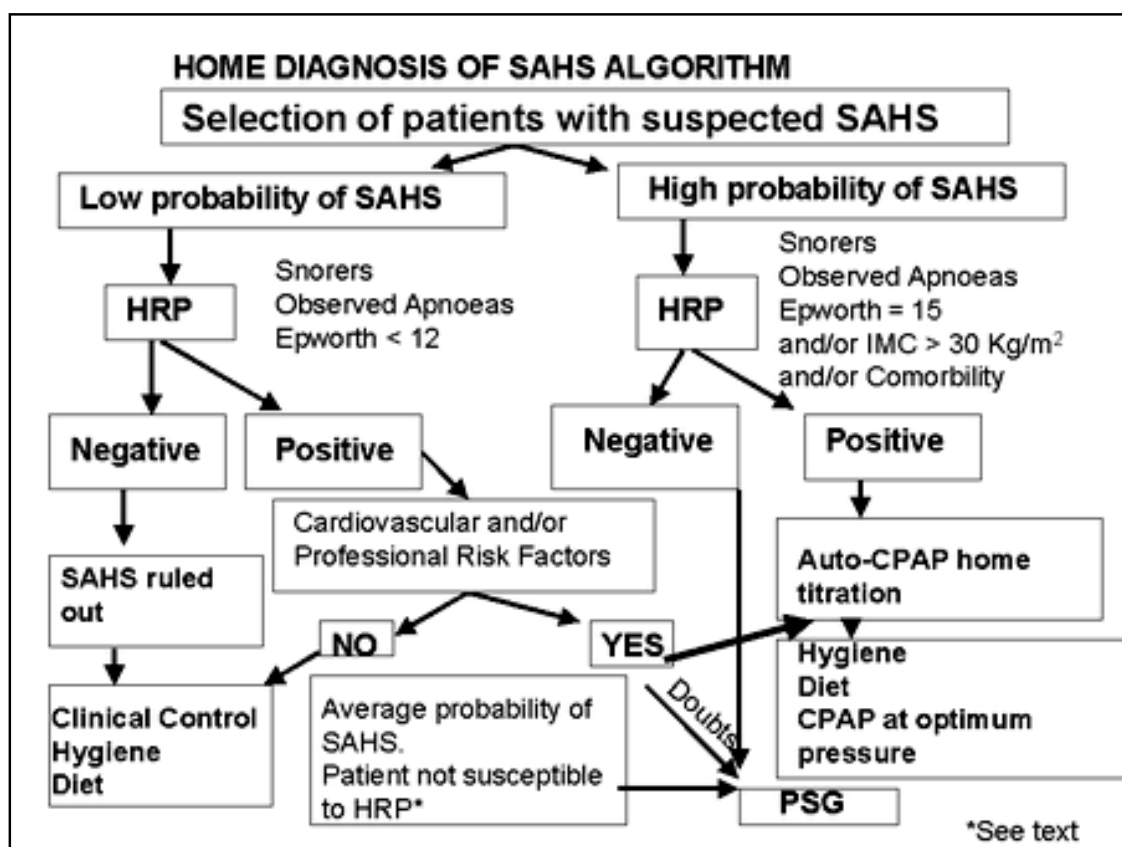 HOME DIAGNOSIS OF SAHS ALGORITHM
Selection of patients with suspected SAHS
Low probability of SAHS
High probability of SAHS
HRP
Snorers
Observed Apnoeas
Epworth < 12
HRP
Snorers
Observed Apnoeas
Epworth = 15
and/or IMC > 30 Kg/m²
and/or Comorbility
Negative
Positive
Negative
Positive
Cardiovascular and/or
Professional Risk Factors
SAHS ruled
out
Auto-CPAP home
titration
NO
YES
Doubts
Hygiene
Diet
CPAP at optimum
pressure
Clinical Control
Hygiene
Diet
Average probability of
SAHS.
Patient not susceptible
to HRP*
PSG
*See text